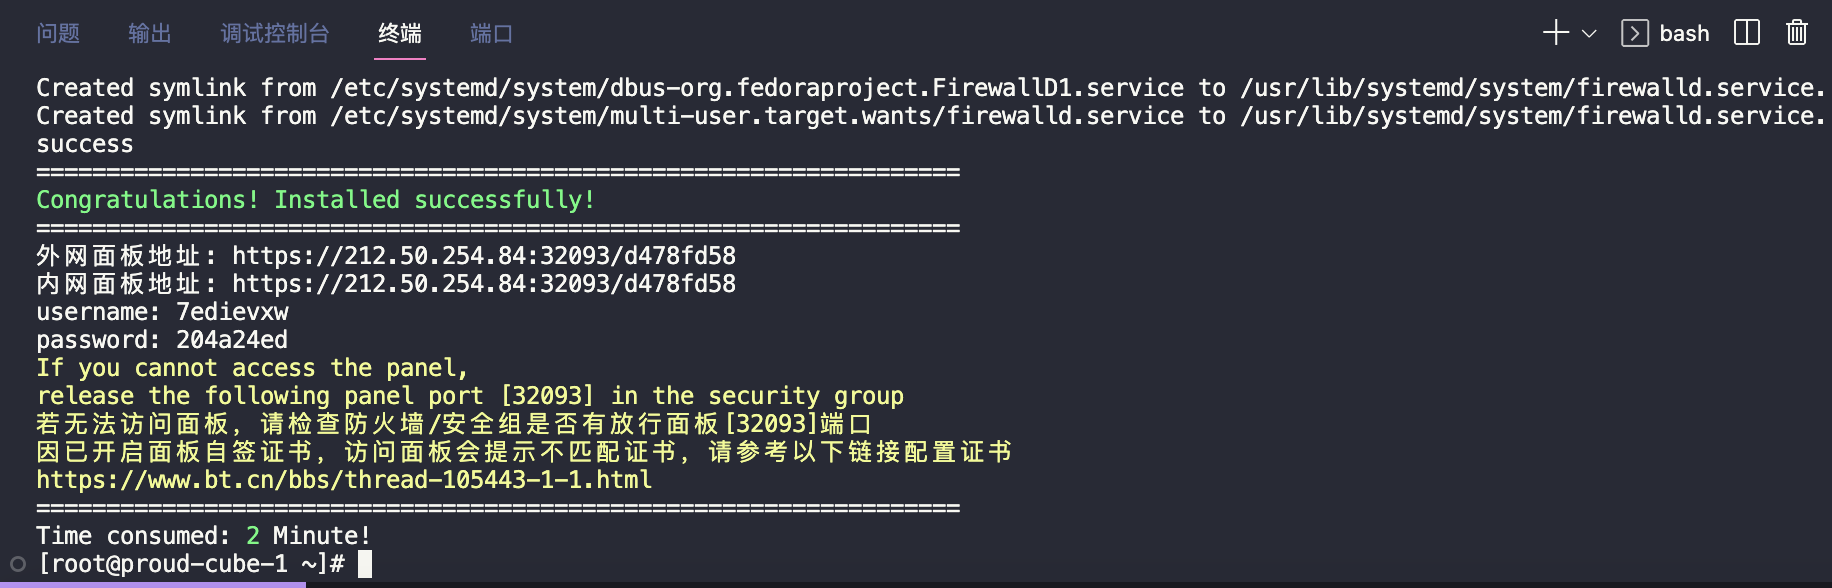 问题 输出 调试控制台 终端 端口 bash
Created symlink from /etc/systemd/system/dbus-org.fedoraproject.FirewallD1.service to /usr/lib/systemd/system/firewalld.service.
Created symlink from /etc/systemd/system/multi-user.target.wants/firewalld.service to /usr/lib/systemd/system/firewalld.service.
success
==================================================================
Congratulations! Installed successfully!
==================================================================
外网面板地址: https://212.50.254.84:32093/d478fd58
内网面板地址: https://212.50.254.84:32093/d478fd58
username: 7edievxw
password: 204a24ed
If you cannot access the panel,
release the following panel port [32093] in the security group
若无法访问面板，请检查防火墙/安全组是否有放行面板[32093]端口
因已开启面板自签证书，访问面板会提示不匹配证书，请参考以下链接配置证书
https://www.bt.cn/bbs/thread-105443-1-1.html
==================================================================
Time consumed: 2 Minute!
[root@proud-cube-1 ~]#